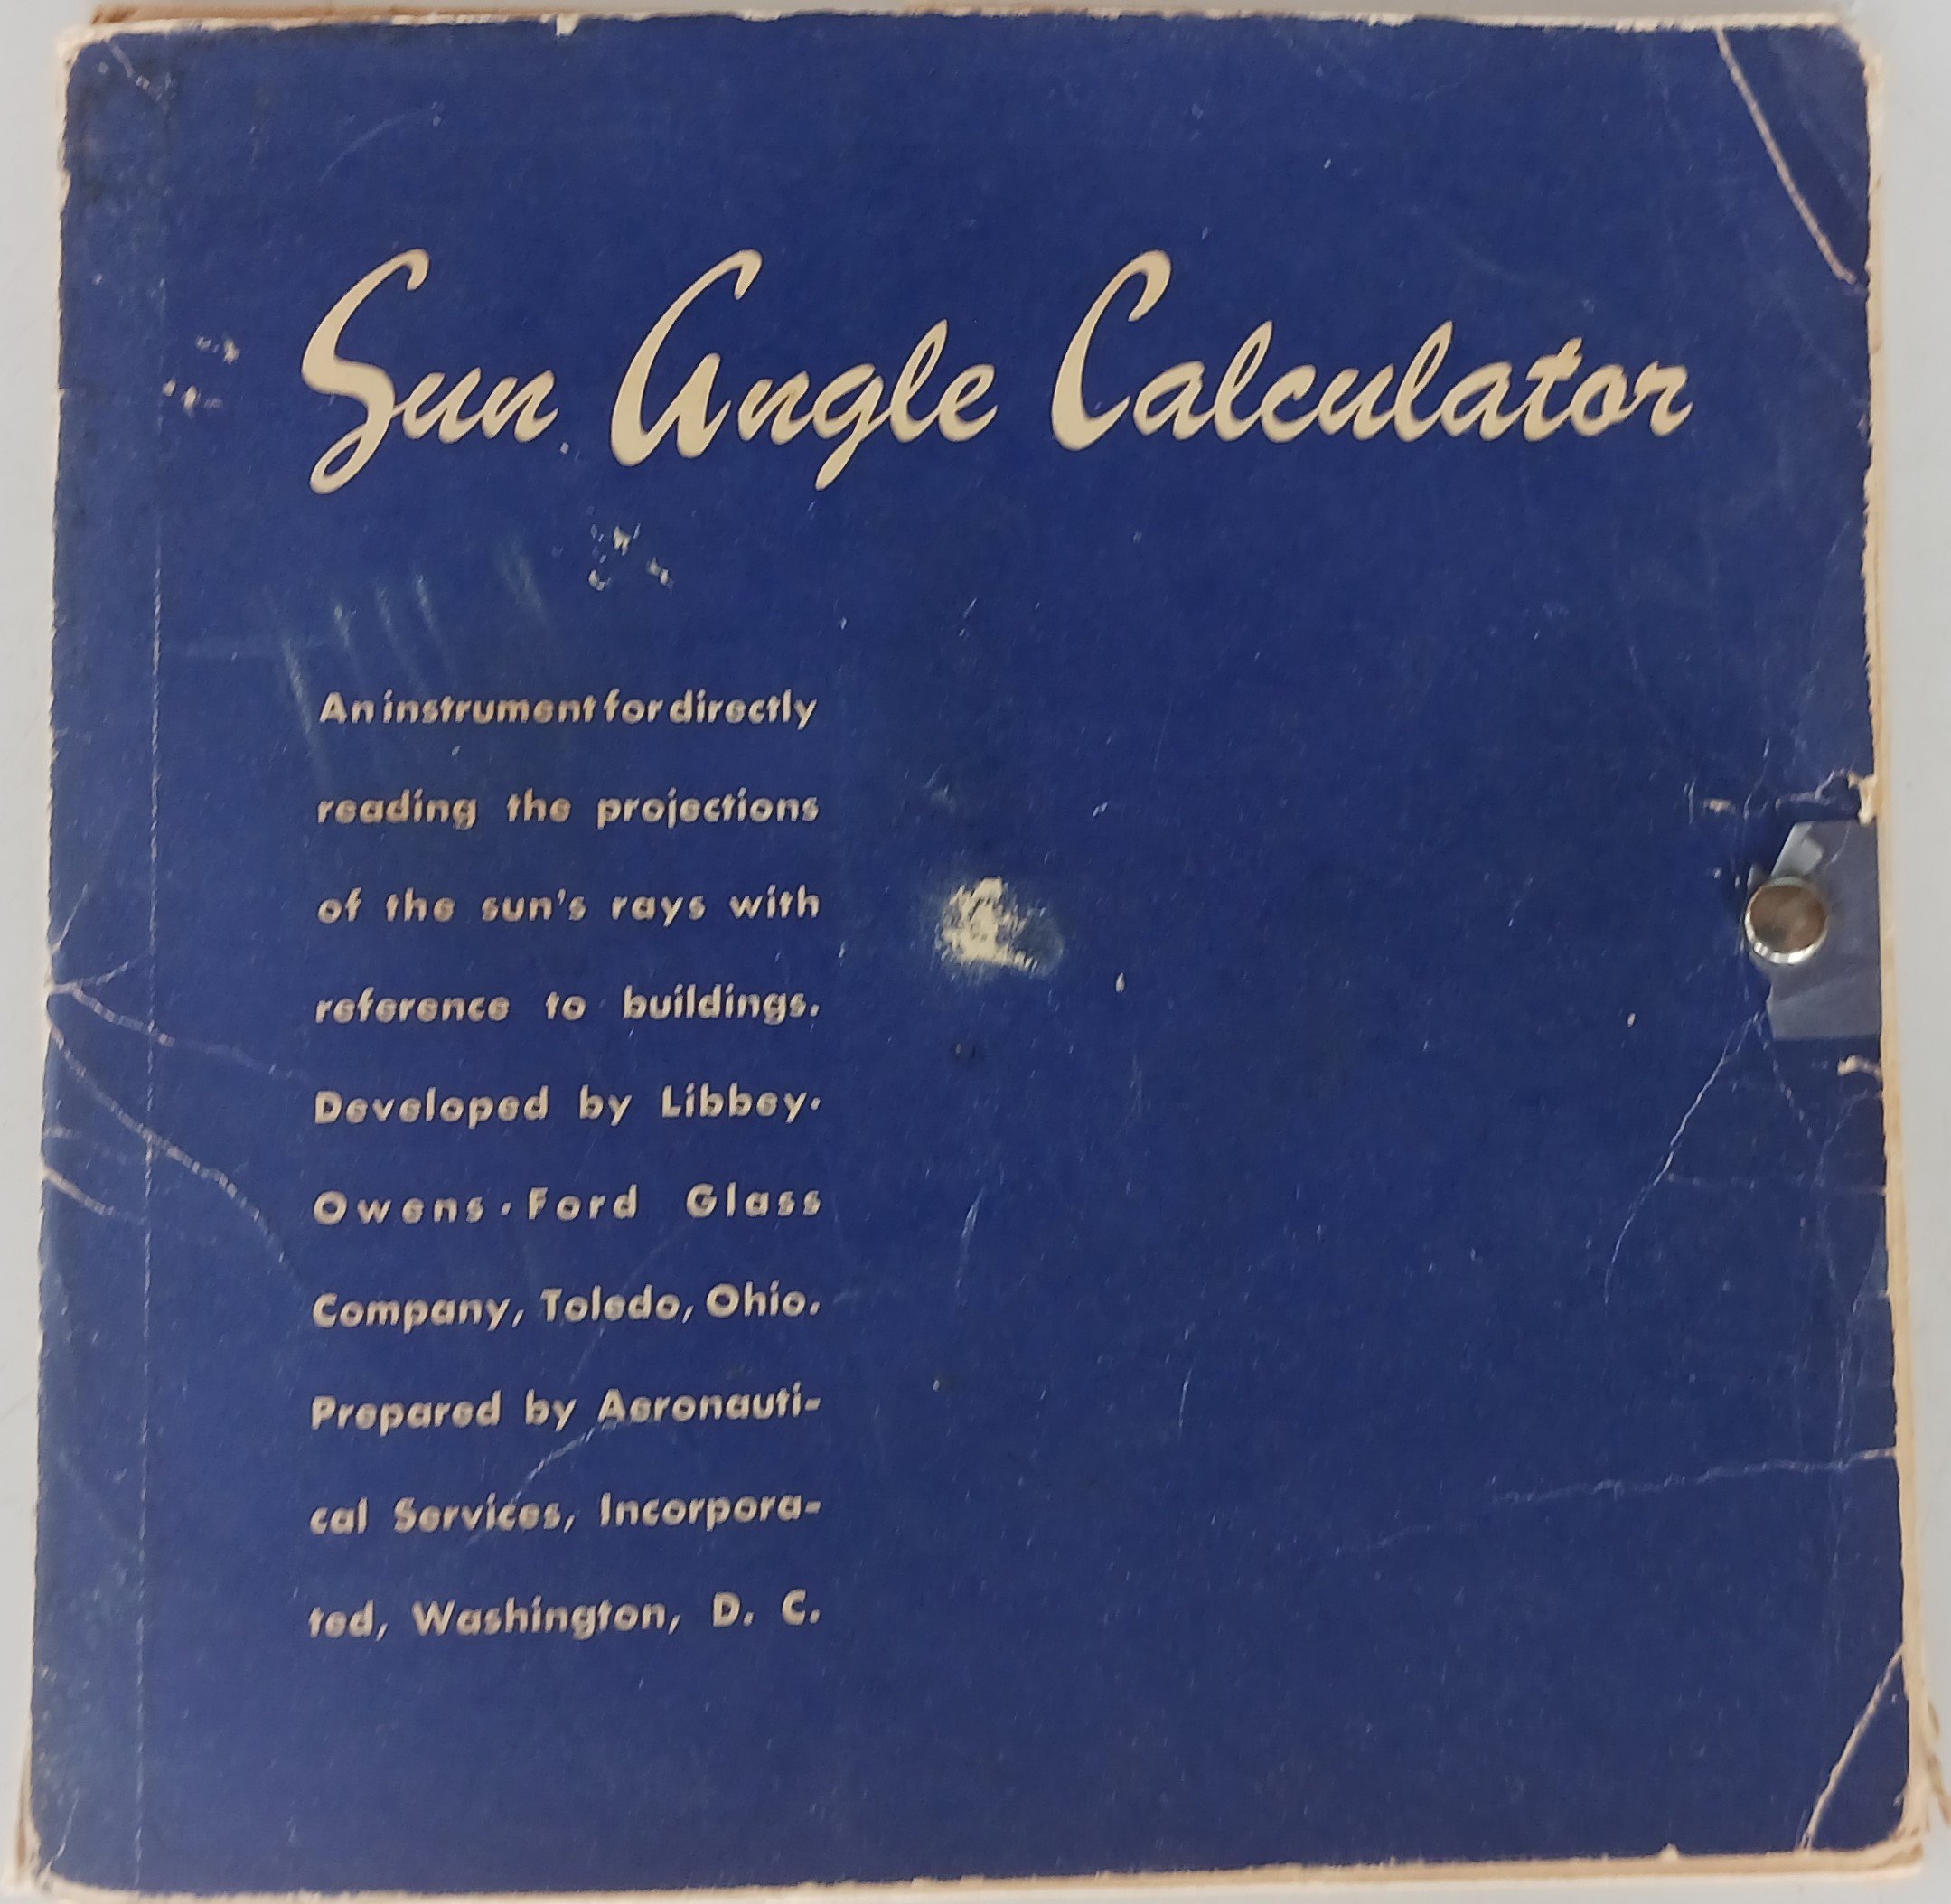 Sun Angle Calculator
An instrument for directly
reading the projections
of the sun's rays with
reference to buildings.
Developed by Libbey·
Owens·Ford Glass
Company, Toledo, Ohio.
Prepared by Aeronauti-
cal Services, Incorpora-
ted, Washington, D. C.